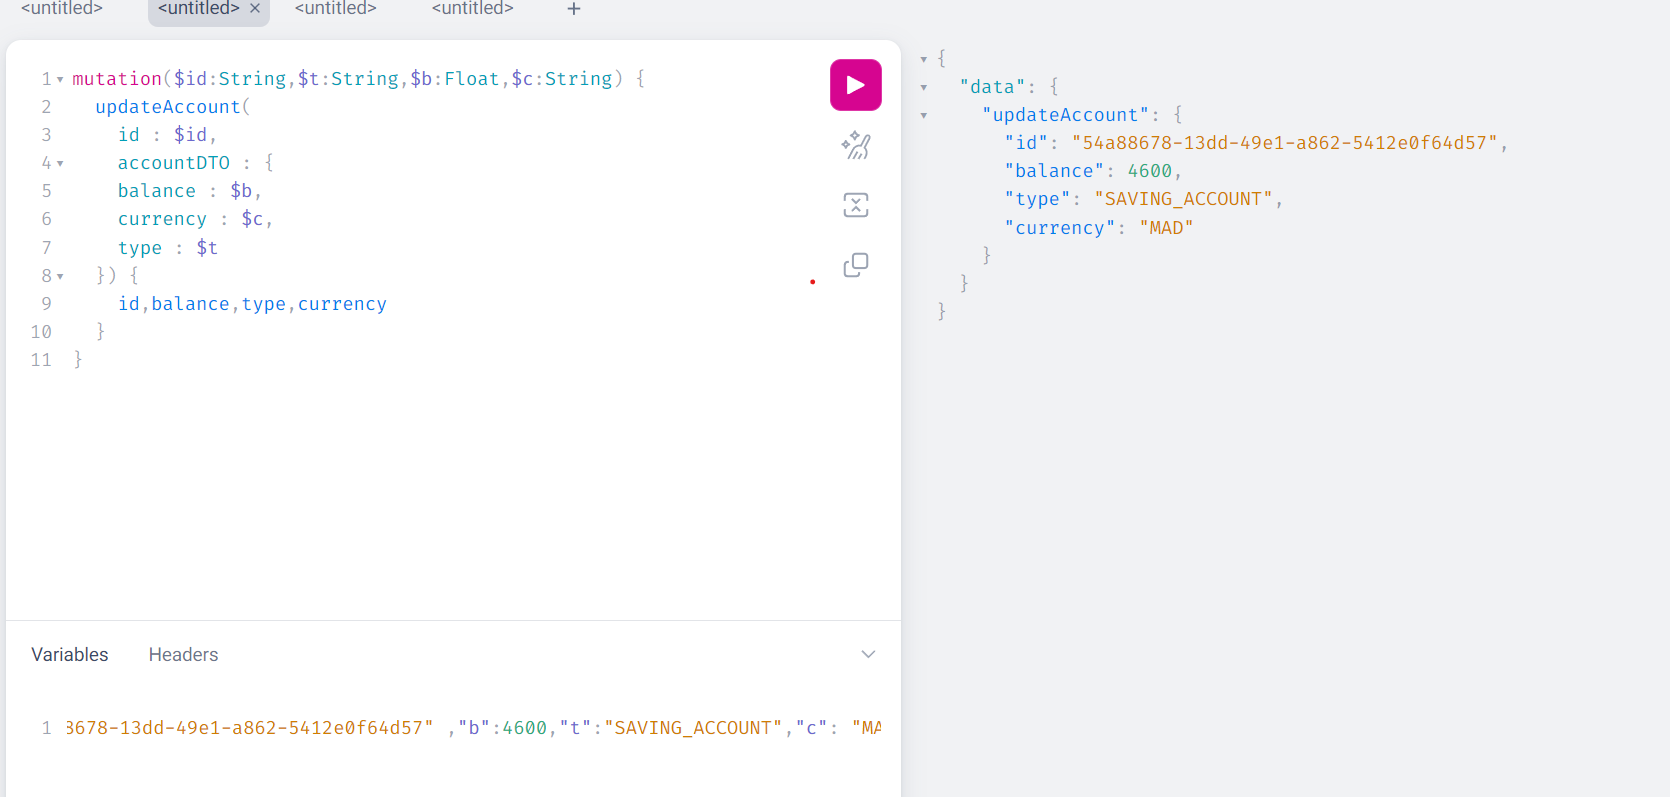 <untitled> <untitled> × <untitled> <untitled> +
1 mutation($id:String,$t:String,$b:Float,$c:String) {
2 updateAccount(
3 id : $id,
4 accountDTO : {
5 balance : $b,
6 currency : $c,
7 type : $t
8 }) {
9 id,balance,type,currency
10 }
11 }
Variables Headers
1 8678-13dd-49e1-a862-5412e0f64d57" ,"b":4600,"t":"SAVING_ACCOUNT","c": "MA
{
"data": {
"updateAccount": {
"id": "54a88678-13dd-49e1-a862-5412e0f64d57",
"balance": 4600,
"type": "SAVING_ACCOUNT",
"currency": "MAD"
}
}
}